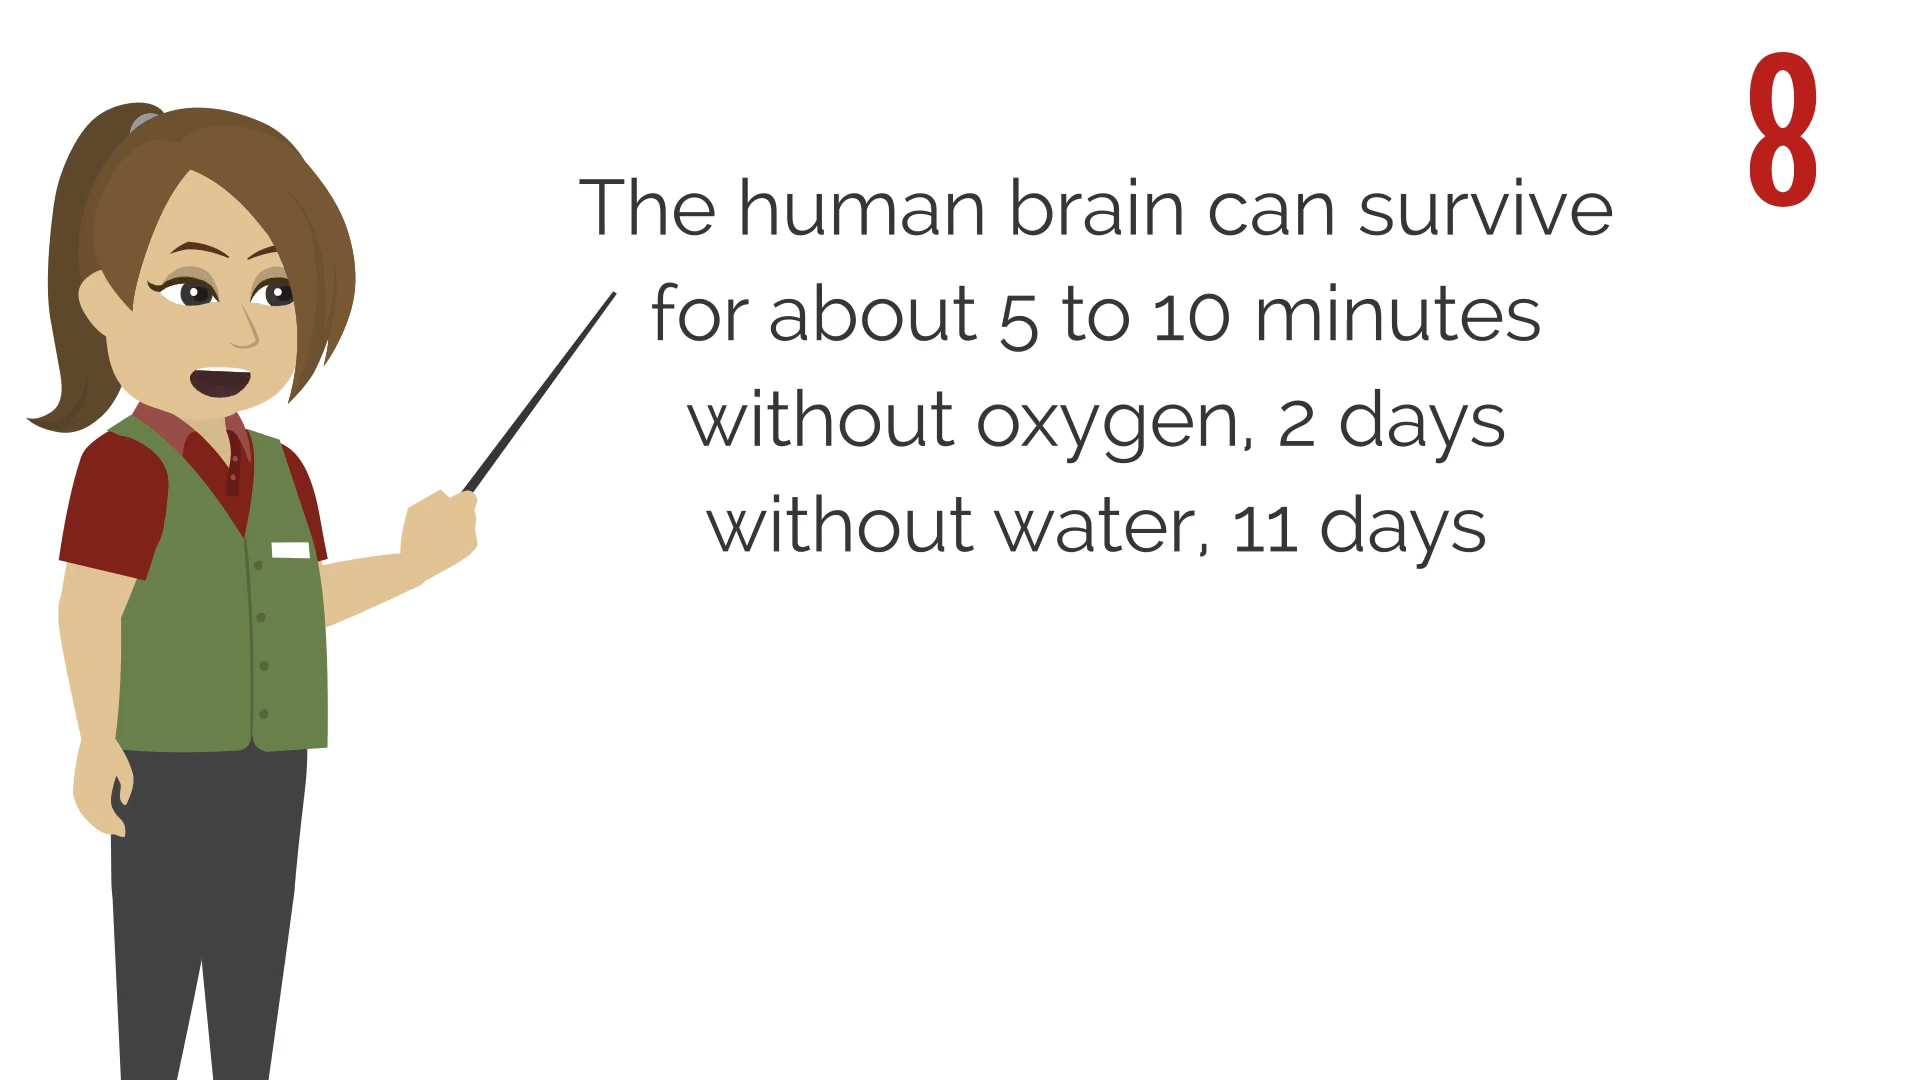 8
The human brain can survive
for about 5 to 10 minutes
without oxygen, 2 days
without water, 11 days